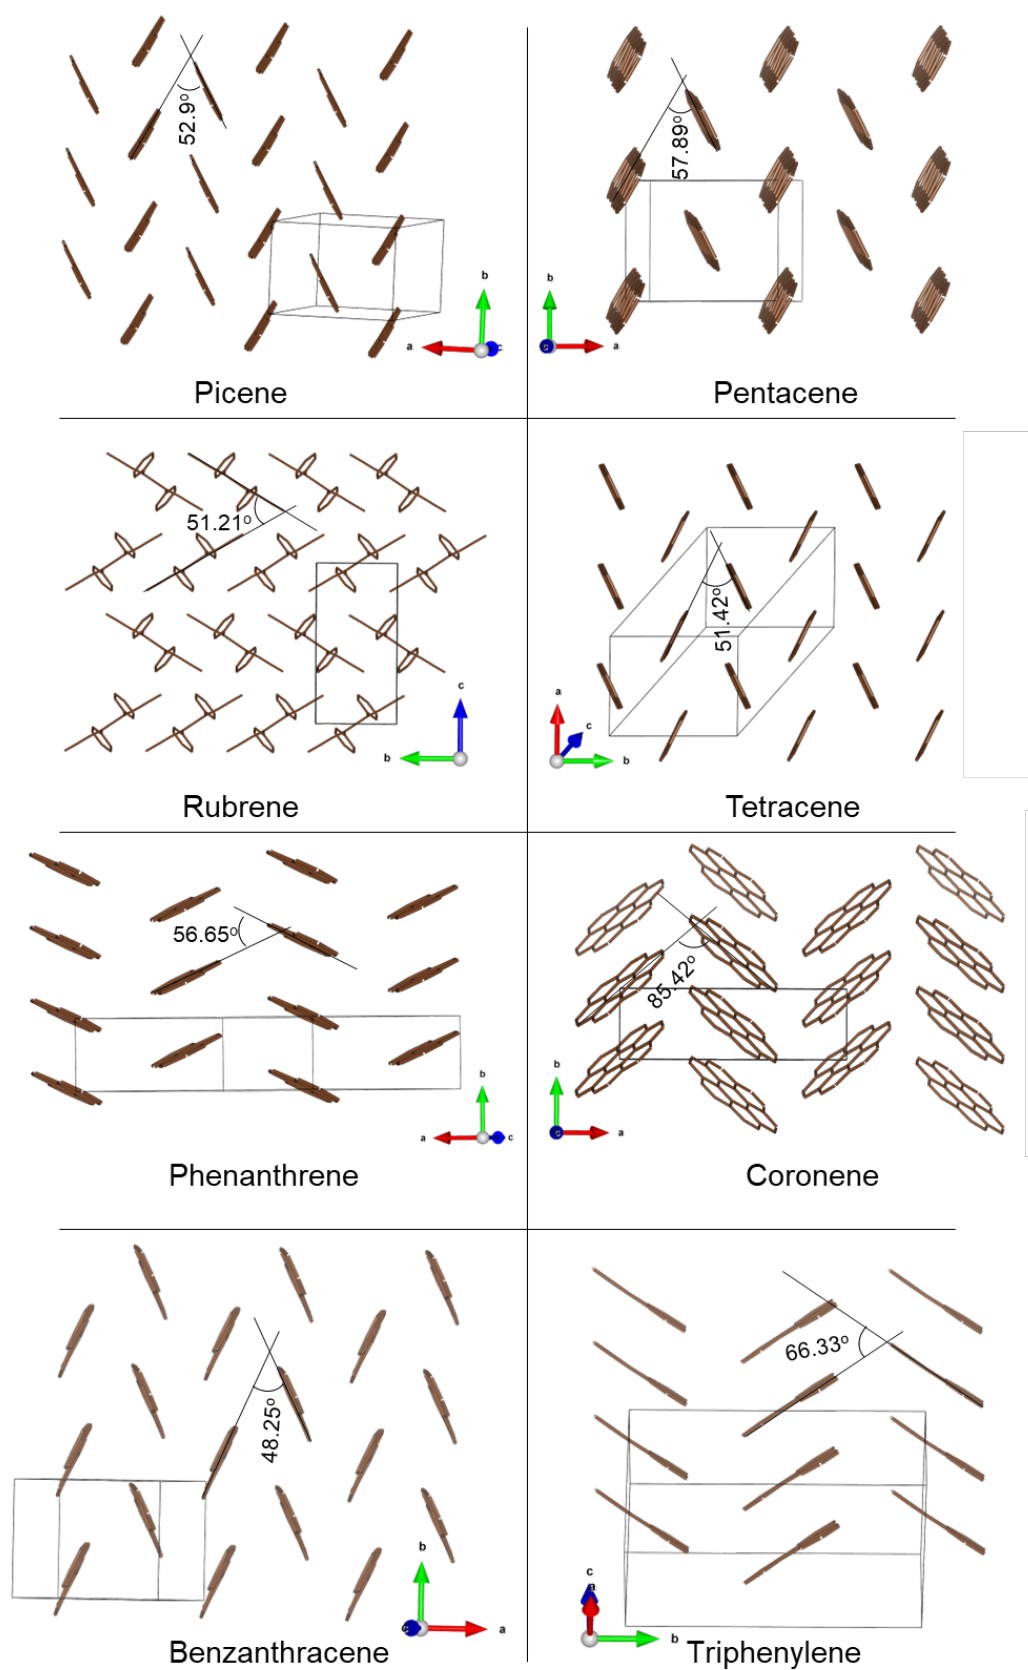 52.9°
b
a
c
Picene
57.89°
b
a
Pentacene
51.21°
c
b
Rubrene
51.42°
a
c
b
Tetracene
56.65°
b
a
c
Phenanthrene
85.42°
b
a
Coronene
48.25°
b
a
Benzanthracene
66.33°
c
a
b
Triphenylene